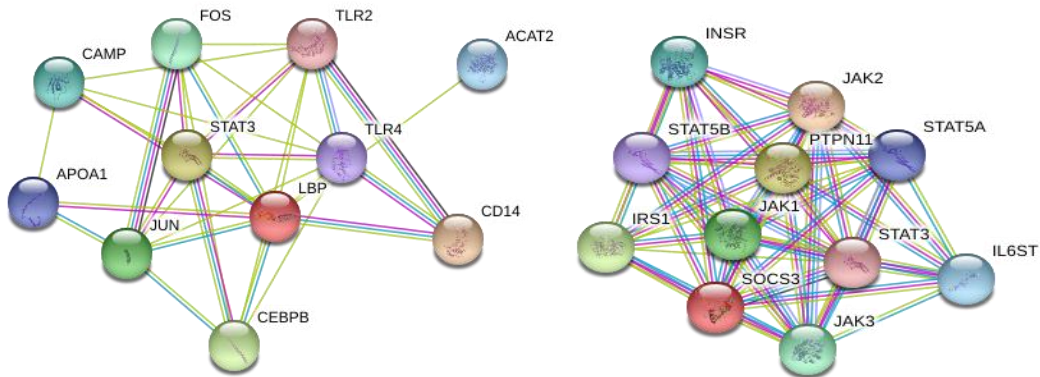 FOS
TLR2
ACAT2
CAMP
STAT3
TLR4
APOA1
LBP
JUN
CD14
CEBPB
INSR
JAK2
STAT5B
PTPN11
STAT5A
IRS1
JAK1
STAT3
IL6ST
SOCS3
JAK3